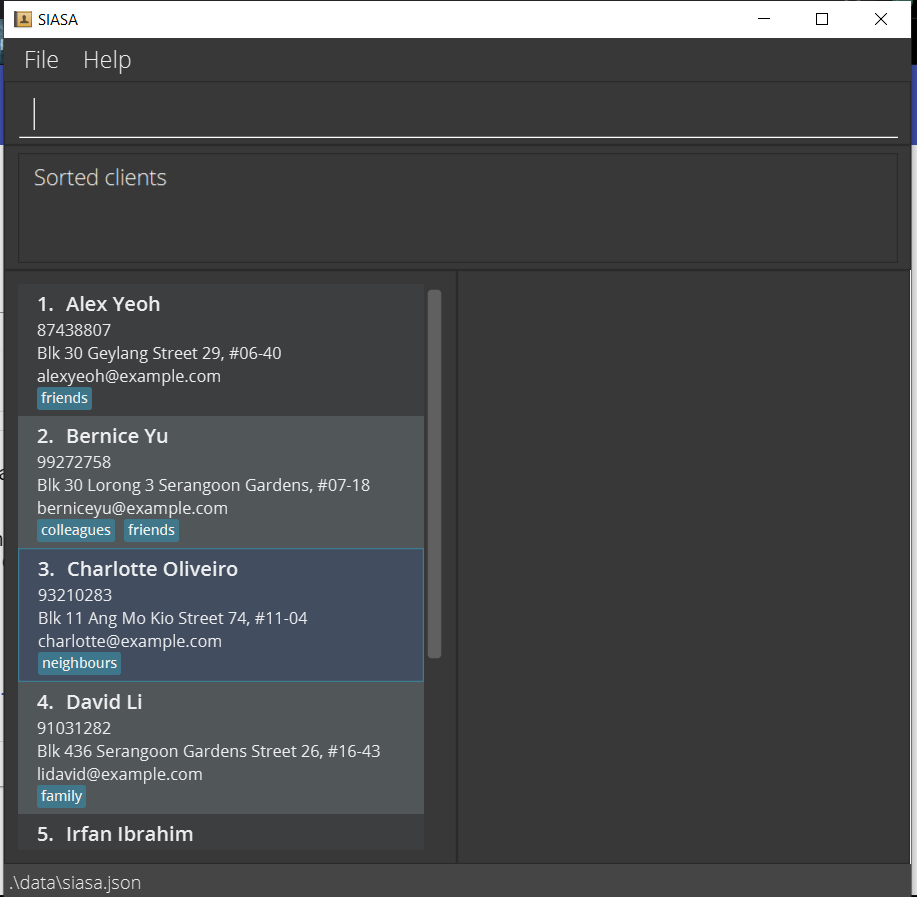 SIASA
File Help
Sorted clients
1. Alex Yeoh
87438807
Blk 30 Geylang Street 29, #06-40
alexyeoh@example.com
friends
2. Bernice Yu
99272758
Blk 30 Lorong 3 Serangoon Gardens, #07-18
berniceyu@example.com
colleagues friends
3. Charlotte Oliveiro
93210283
Blk 11 Ang Mo Kio Street 74, #11-04
charlotte@example.com
neighbours
4. David Li
91031282
Blk 436 Serangoon Gardens Street 26, #16-43
lidavid@example.com
family
5. Irfan Ibrahim
.\data\siasa.json